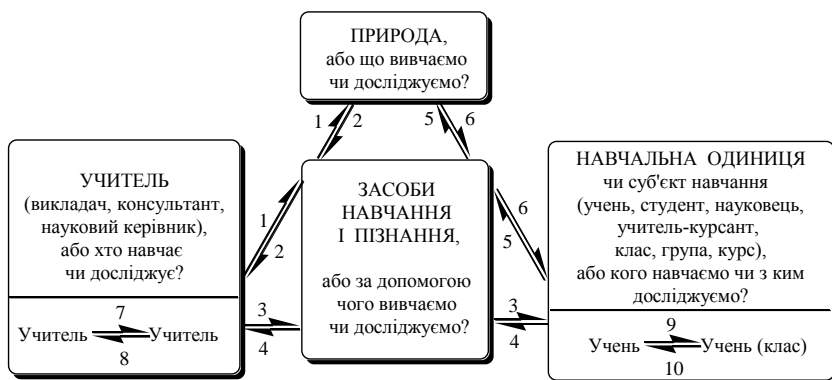 ПРИРОДА,
або що вивчаємо
чи досліджуємо?
1
2
5
6
УЧИТЕЛЬ
(викладач, консультант,
науковий керівник),
або хто навчає
чи досліджує?
1
2
7
Учитель Учитель
8
3
4
ЗАСОБИ
НАВЧАННЯ
І ПІЗНАННЯ,
або за допомогою
чого вивчаємо
чи досліджуємо?
6
5
3
4
НАВЧАЛЬНА ОДИНИЦЯ
чи суб'єкт навчання
(учень, студент, науковець,
учитель-курсант,
клас, група, курс),
або кого навчаємо чи з ким
досліджуємо?
9
Учень Учень (клас)
10